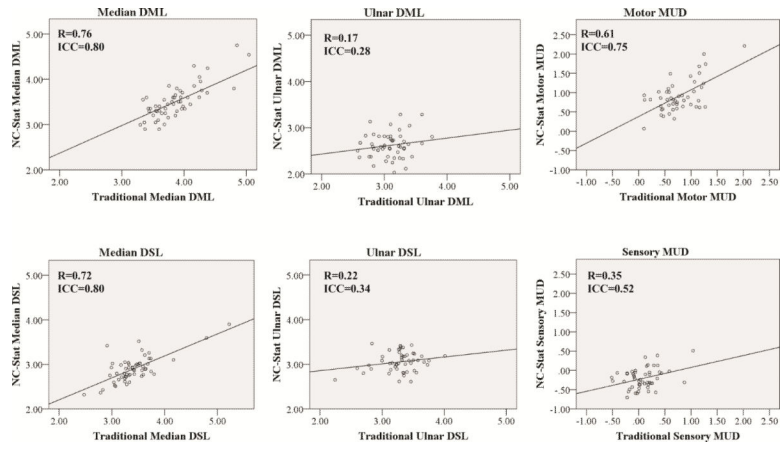 Median DML
R=0.76
ICC=0.80
NC-Stat Median DML
5.00
4.00
3.00
2.00
2.00 3.00 4.00 5.00
Traditional Median DML
Ulnar DML
R=0.17
ICC=0.28
NC-Stat Ulnar DML
5.00
4.00
3.00
2.00
2.00 3.00 4.00 5.00
Traditional Ulnar DML
Motor MUD
R=0.61
ICC=0.75
NC-Stat Motor MUD
2.50
2.00
1.50
1.00
.50
.00
-.50
-1.00
-1.00 -.50 .00 .50 1.00 1.50 2.00 2.50
Traditional Motor MUD
Median DSL
R=0.72
ICC=0.80
NC-Stat Median DSL
5.00
4.00
3.00
2.00
2.00 3.00 4.00 5.00
Traditional Median DSL
Ulnar DSL
R=0.22
ICC=0.34
NC-Stat Ulnar DSL
5.00
4.00
3.00
2.00
2.00 3.00 4.00 5.00
Traditional Ulnar DSL
Sensory MUD
R=0.35
ICC=0.52
NC-Stat Sensory MUD
2.50
2.00
1.50
1.00
.50
.00
-.50
-1.00
-1.00 -.50 .00 .50 1.00 1.50 2.00 2.50
Traditional Sensory MUD